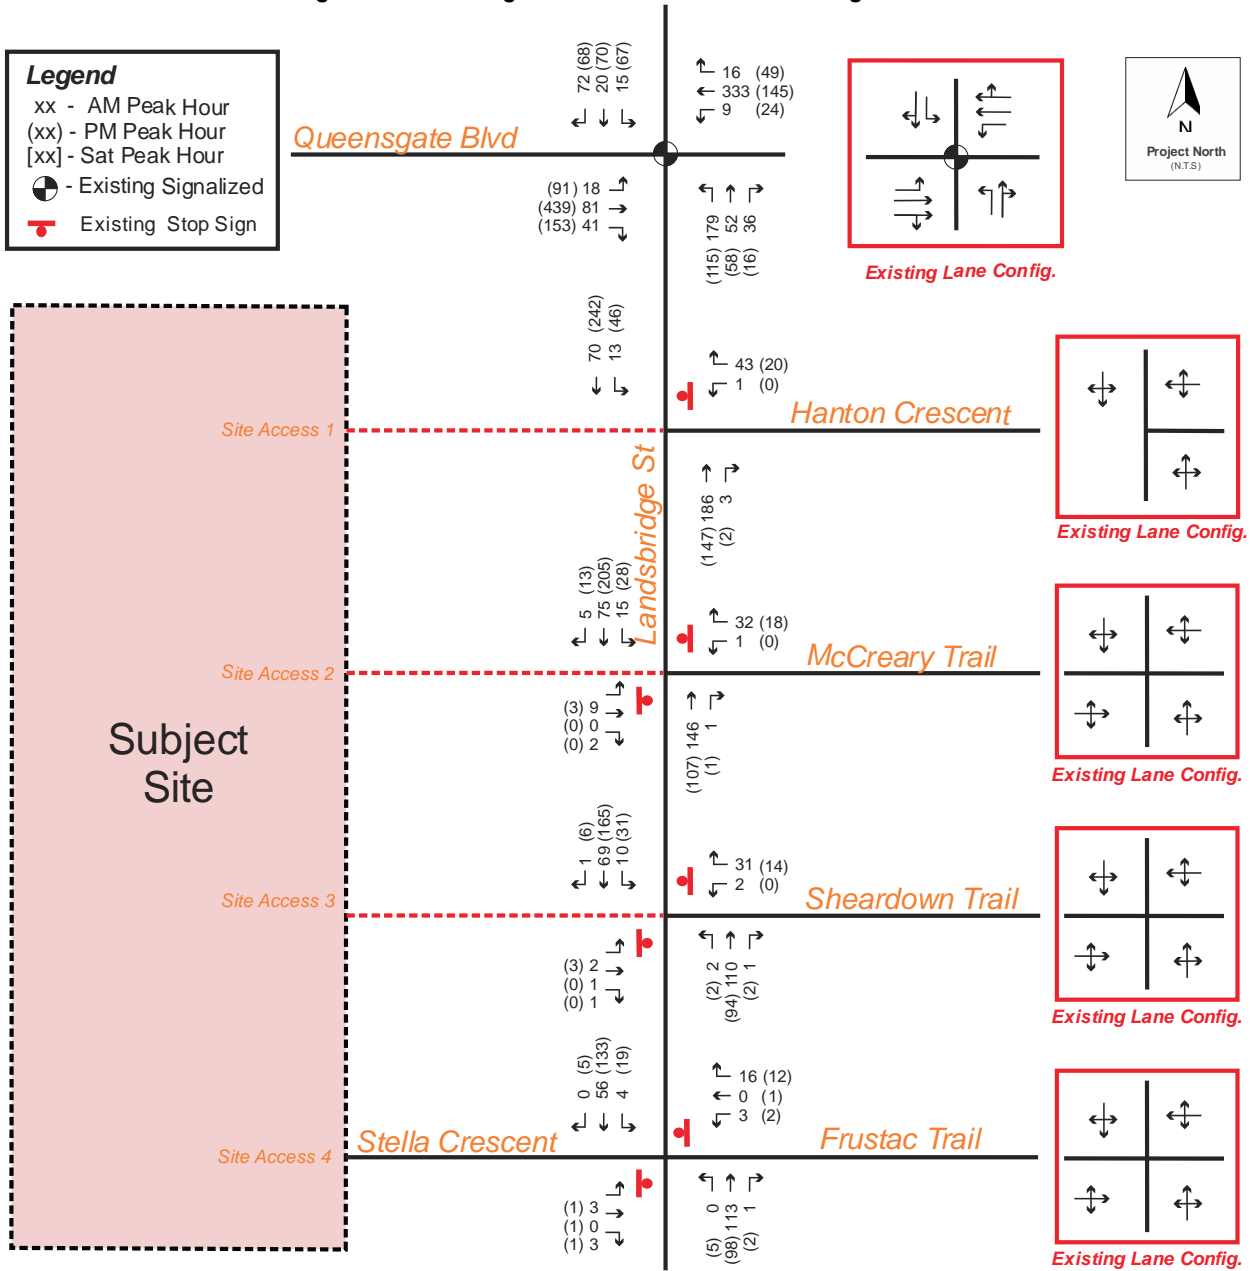 Legend
xx - AM Peak Hour
(xx) - PM Peak Hour
[xx] - Sat Peak Hour
- Existing Signalized
Existing Stop Sign
Queensgate Blvd
72 (68)
20 (70)
15 (67)
16 (49)
333 (145)
9 (24)
(91) 18
(439) 81
(153) 41
(115) 179
(58) 52
(16) 36
Existing Lane Config.
N
Project North
(N.T.S)
70 (242)
13 (46)
43 (20)
1 (0)
Site Access 1
Hanton Crescent
Landsbridge St
(147) 186
(2) 3
Existing Lane Config.
5 (13)
75 (205)
15 (28)
32 (18)
1 (0)
Site Access 2
McCreary Trail
(3) 9
(0) 0
(0) 2
(107) 146
(1) 1
Existing Lane Config.
Subject
Site
1 (6)
69 (165)
10 (31)
31 (14)
2 (0)
Site Access 3
Sheardown Trail
(3) 2
(0) 1
(0) 1
(2) 2
(94) 110
(2) 1
Existing Lane Config.
0 (5)
56 (133)
4 (19)
16 (12)
0 (1)
3 (2)
Site Access 4
Stella Crescent
Frustac Trail
(1) 3
(1) 0
(1) 3
(5) 0
(98) 113
(2) 1
Existing Lane Config.